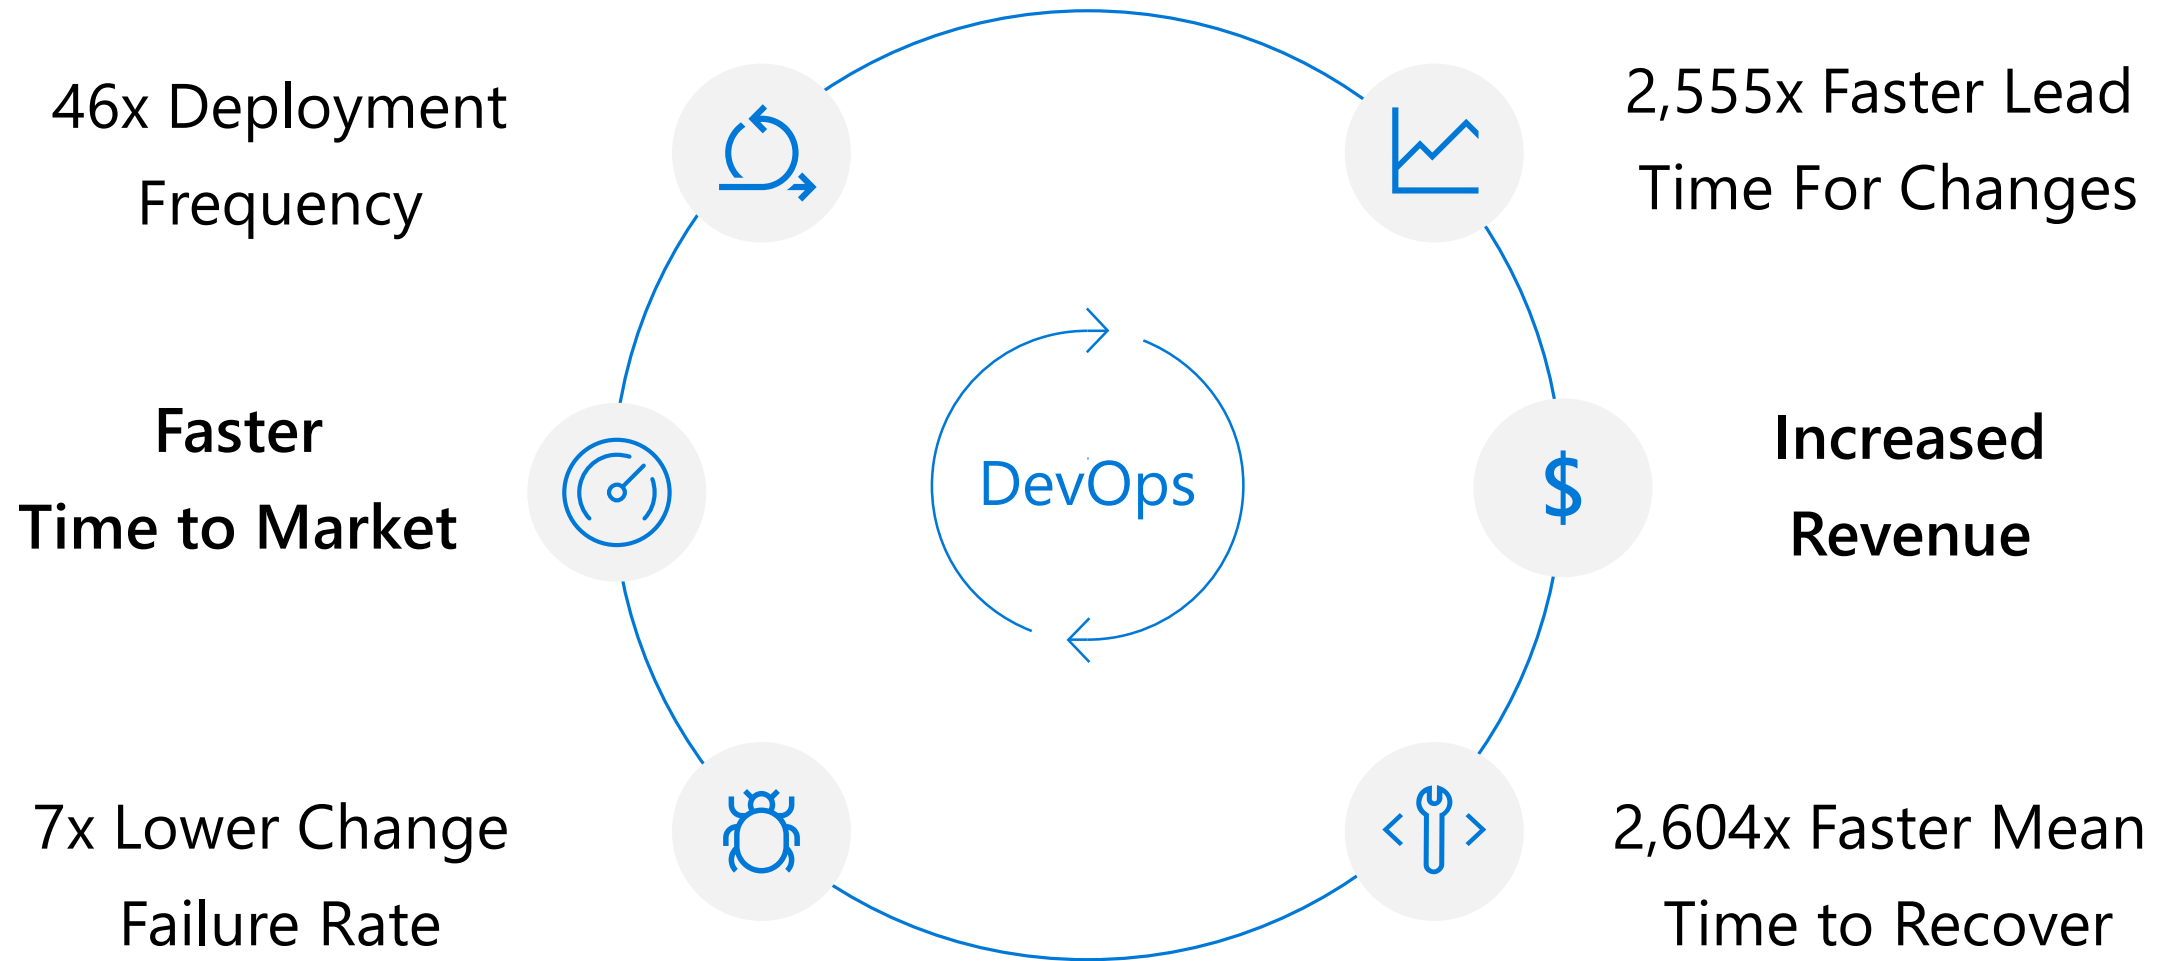 46x Deployment
Frequency
2,555x Faster Lead
Time For Changes
Faster
Time to Market
DevOps
$
Increased
Revenue
7x Lower Change
Failure Rate
2,604x Faster Mean
Time to Recover